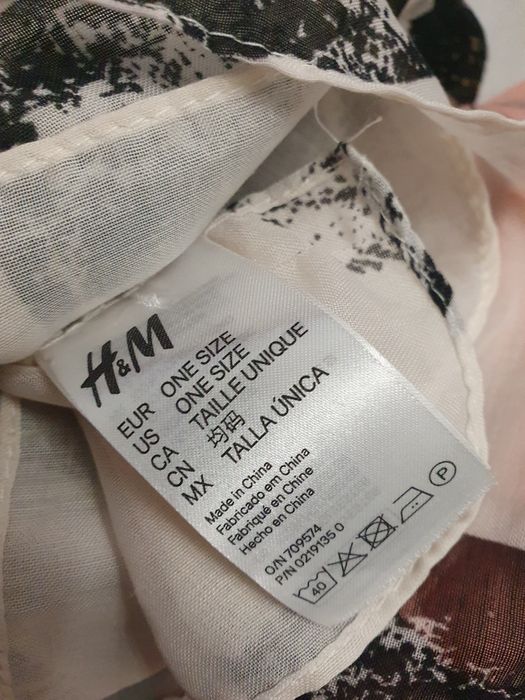 H&M
EUR ONE SIZE
US ONE SIZE
CA TAILLE UNIQUE
CN 均码
MX TALLA ÚNICA
Made in China
Fabricado em China
Fabriqué en Chine
Hecho en China
O/N 709574
P/N 0219135 0
40 P